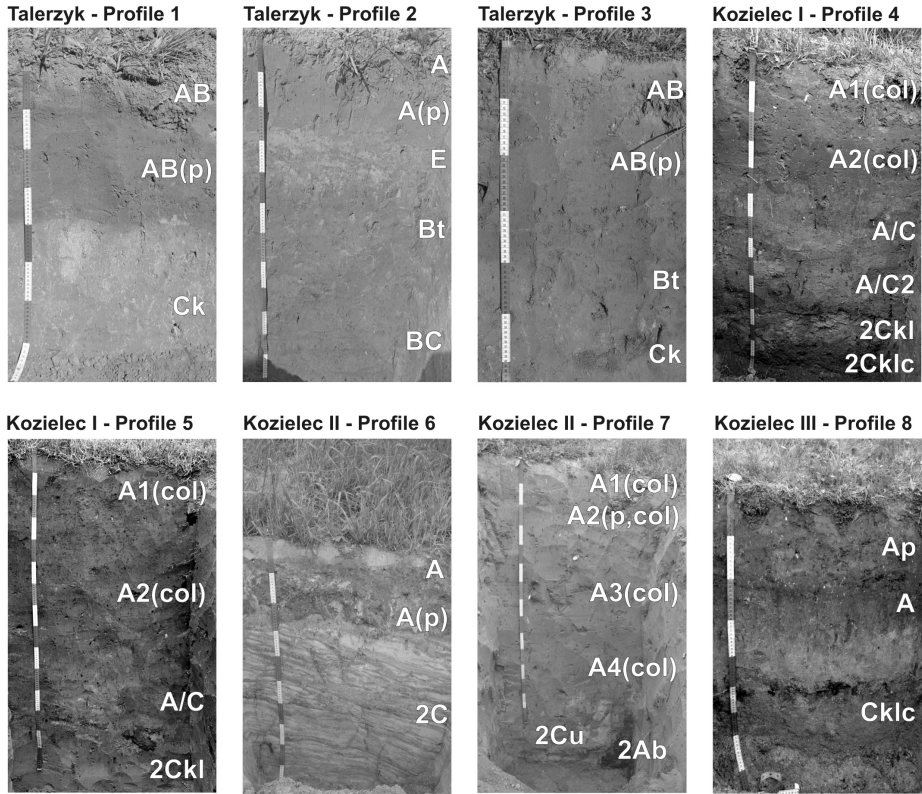 Talerzyk - Profile 1
AB
AB(p)
Ck
Talerzyk - Profile 2
A
A(p)
E
Bt
BC
Talerzyk - Profile 3
AB
AB(p)
Bt
Ck
Kozielec I - Profile 4
A1(col)
A2(col)
A/C
A/C2
2Ckl
2Cklc
Kozielec I - Profile 5
A1(col)
A2(col)
A/C
2Ckl
Kozielec II - Profile 6
A
A(p)
2C
Kozielec II - Profile 7
A1(col)
A2(p,col)
A3(col)
A4(col)
2Cu
2Ab
Kozielec III - Profile 8
Ap
A
Cklc